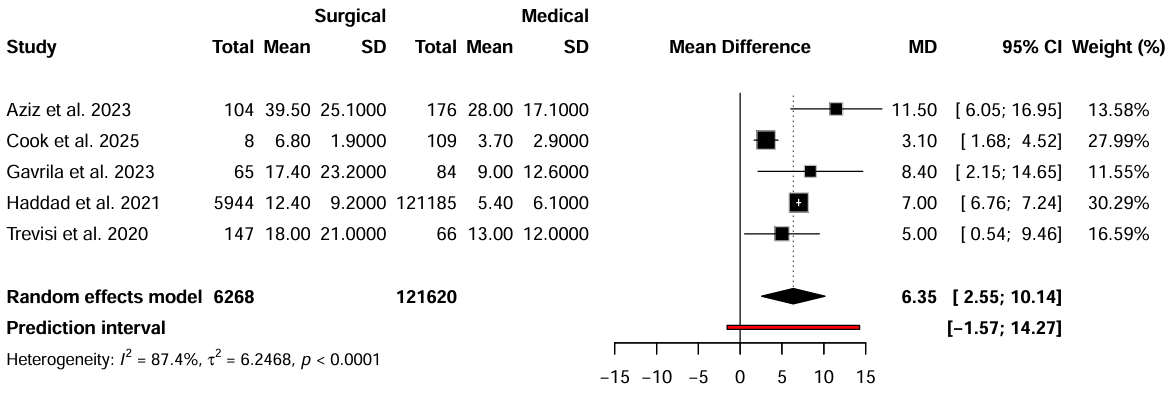 Surgical Medical
Study Total Mean SD Total Mean SD Mean Difference MD 95% CI Weight (%)
Aziz et al. 2023 104 39.50 25.1000 176 28.00 17.1000 11.50 [ 6.05; 16.95] 13.58%
Cook et al. 2025 8 6.80 1.9000 109 3.70 2.9000 3.10 [ 1.68; 4.52] 27.99%
Gavrila et al. 2023 65 17.40 23.2000 84 9.00 12.6000 8.40 [ 2.15; 14.65] 11.55%
Haddad et al. 2021 5944 12.40 9.2000 121185 5.40 6.1000 7.00 [ 6.76; 7.24] 30.29%
Trevisi et al. 2020 147 18.00 21.0000 66 13.00 12.0000 5.00 [ 0.54; 9.46] 16.59%
Random effects model 6268 121620 6.35 [ 2.55; 10.14]
Prediction interval [−1.57; 14.27]
Heterogeneity: I² = 87.4%, τ² = 6.2468, p < 0.0001
−15 −10 −5 0 5 10 15